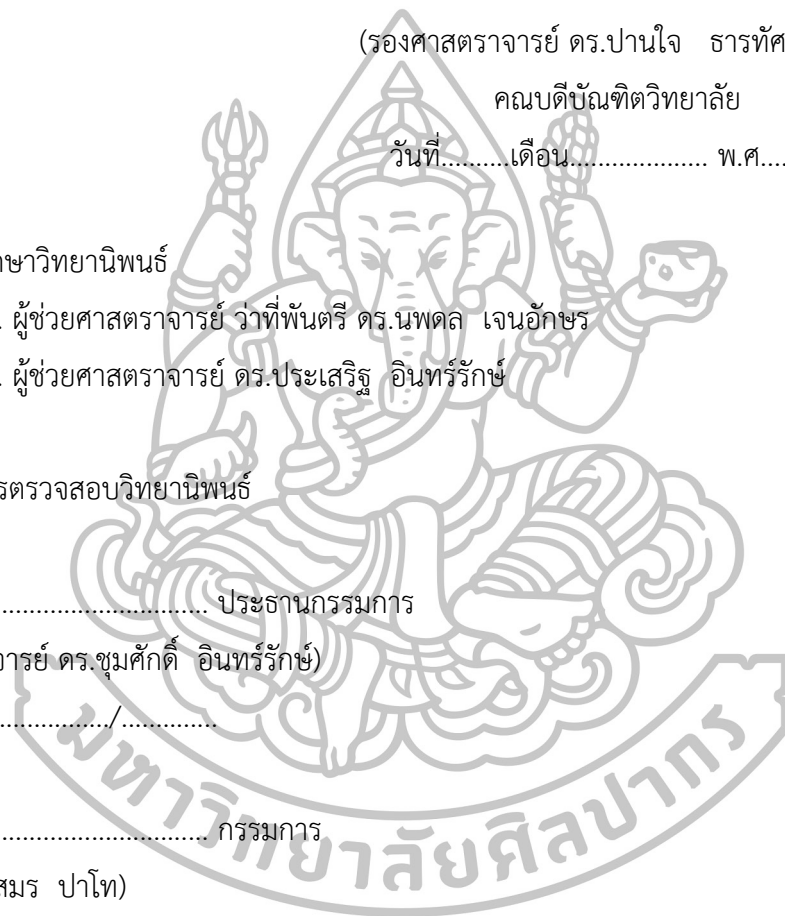 (รองศาสตราจารย์ ดร.ปานใจ ธารทัศ
คณบดีบัณฑิตวิทยาลัย
วันที่..........เดือน.................... พ.ศ....
าษาวิทยานิพนธ์
. ผู้ช่วยศาสตราจารย์ ว่าที่พันตรี ดร.นพดล เจนอักษร
. ผู้ช่วยศาสตราจารย์ ดร.ประเสริฐ อินทร์รักษ์
รตรวจสอบวิทยานิพนธ์
.............................. ประธานกรรมการ
จารย์ ดร.ชุมศักดิ์ อินทร์รักษ์)
................/..............
.............................. กรรมการ
สมร ปาโท)
มหาวิทยาลัยศิลปากร